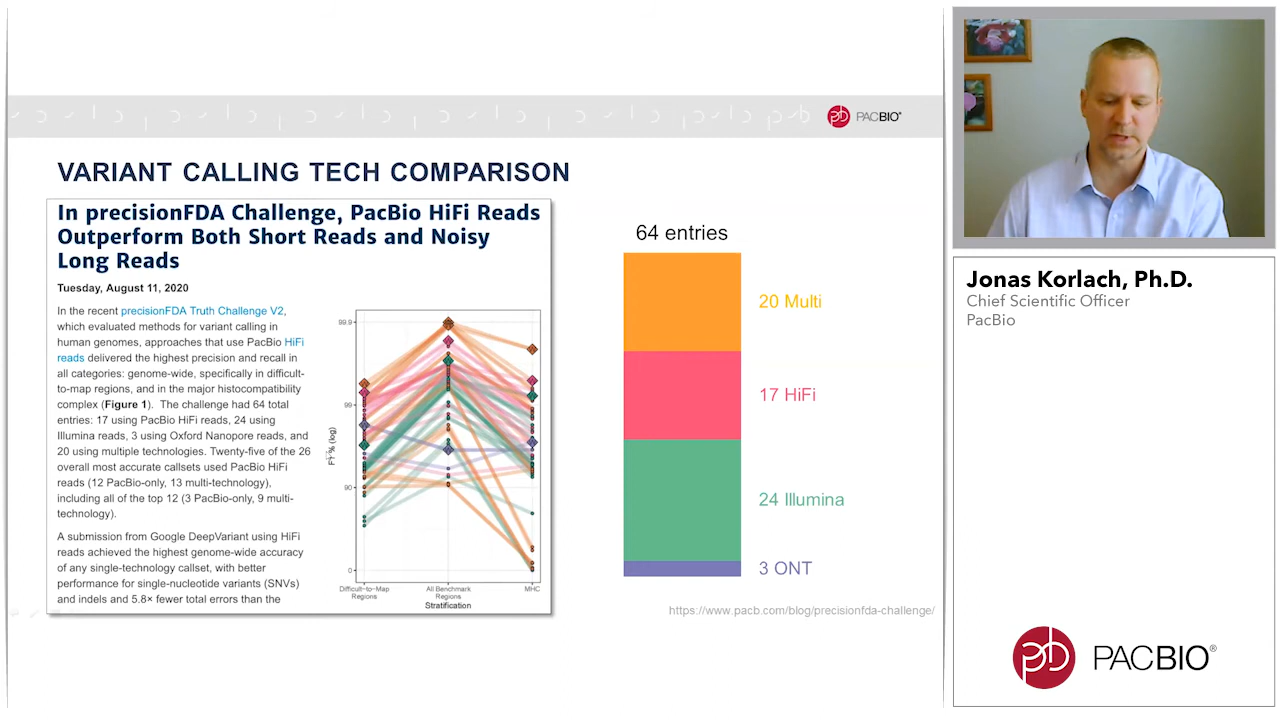 PACBIO®
VARIANT CALLING TECH COMPARISON
In precisionFDA Challenge, PacBio HiFi Reads
Outperform Both Short Reads and Noisy
Long Reads
Tuesday, August 11, 2020
In the recent precisionFDA Truth Challenge V2,
which evaluated methods for variant calling in
human genomes, approaches that use PacBio HiFi
reads delivered the highest precision and recall in
all categories: genome-wide, specifically in difficult-
to-map regions, and in the major histocompatibility
complex (Figure 1). The challenge had 64 total
entries: 17 using PacBio HiFi reads, 24 using
Illumina reads, 3 using Oxford Nanopore reads, and
20 using multiple technologies. Twenty-five of the 26
overall most accurate callsets used PacBio HiFi
reads (12 PacBio-only, 13 multi-technology),
including all of the top 12 (3 PacBio-only, 9 multi-
technology).
A submission from Google DeepVariant using HiFi
reads achieved the highest genome-wide accuracy
of any single-technology callset, with better
performance for single-nucleotide variants (SNVs)
and indels and 5.8× fewer total errors than the
F1 % (log)
99.9
99
90
0
Difficult-to-Map
Regions
All Benchmark
Regions
MHC
Stratification
64 entries
20 Multi
17 HiFi
24 Illumina
3 ONT
https://www.pacb.com/blog/precisionfda-challenge/
Jonas Korlach, Ph.D.
Chief Scientific Officer
PacBio
PACBIO®